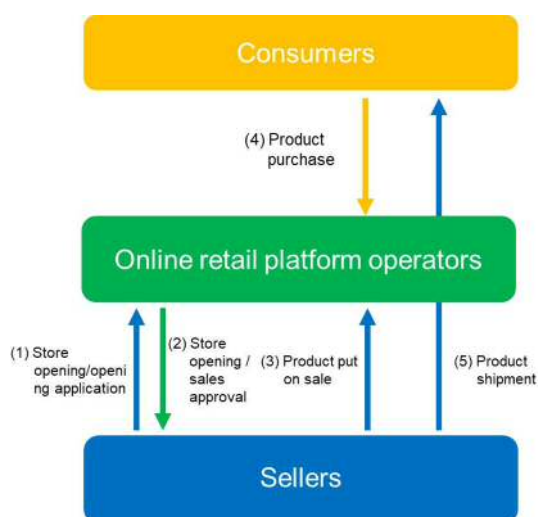 Consumers
(4) Product
purchase
Online retail platform operators
(1) Store
opening/openi
ng application
(2) Store
opening /
sales
approval
(3) Product put
on sale
(5) Product
shipment
Sellers